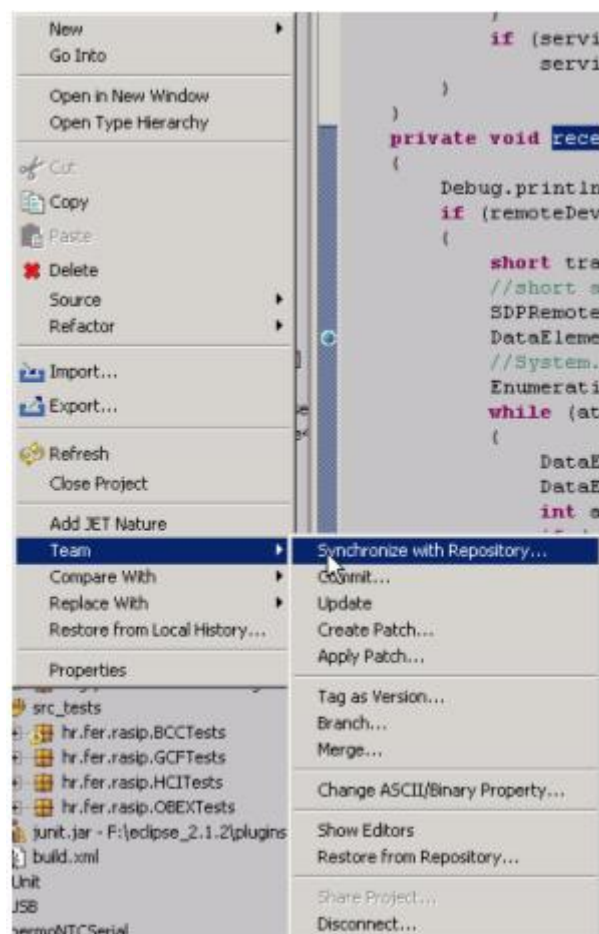 New
Go Into
Open in New Window
Open Type Hierarchy
Cut
Copy
Paste
Delete
Source
Refactor
Import...
Export...
Refresh
Close Project
Add JET Nature
Team
Compare With
Replace With
Restore from Local History...
Properties
src_tests
hr.fer.rasip.BCCTests
hr.fer.rasip.GCFTests
hr.fer.rasip.HCITests
hr.fer.rasip.OBEXTests
junit.jar - F:\eclipse_2.1.2\plugins
build.xml
Unit
USB
hermoNTCSerial
}
if (servi
servi
}
}
private void rece
{
Debug.println
if (remoteDev
{
short tra
//short s
SDPRemote
DataEleme
//System.
Enumerati
while (at
{
DataE
DataE
int a
Synchronize with Repository...
Commit...
Update
Create Patch...
Apply Patch...
Tag as Version...
Branch...
Merge...
Change ASCII/Binary Property...
Show Editors
Restore from Repository...
Share Project...
Disconnect...